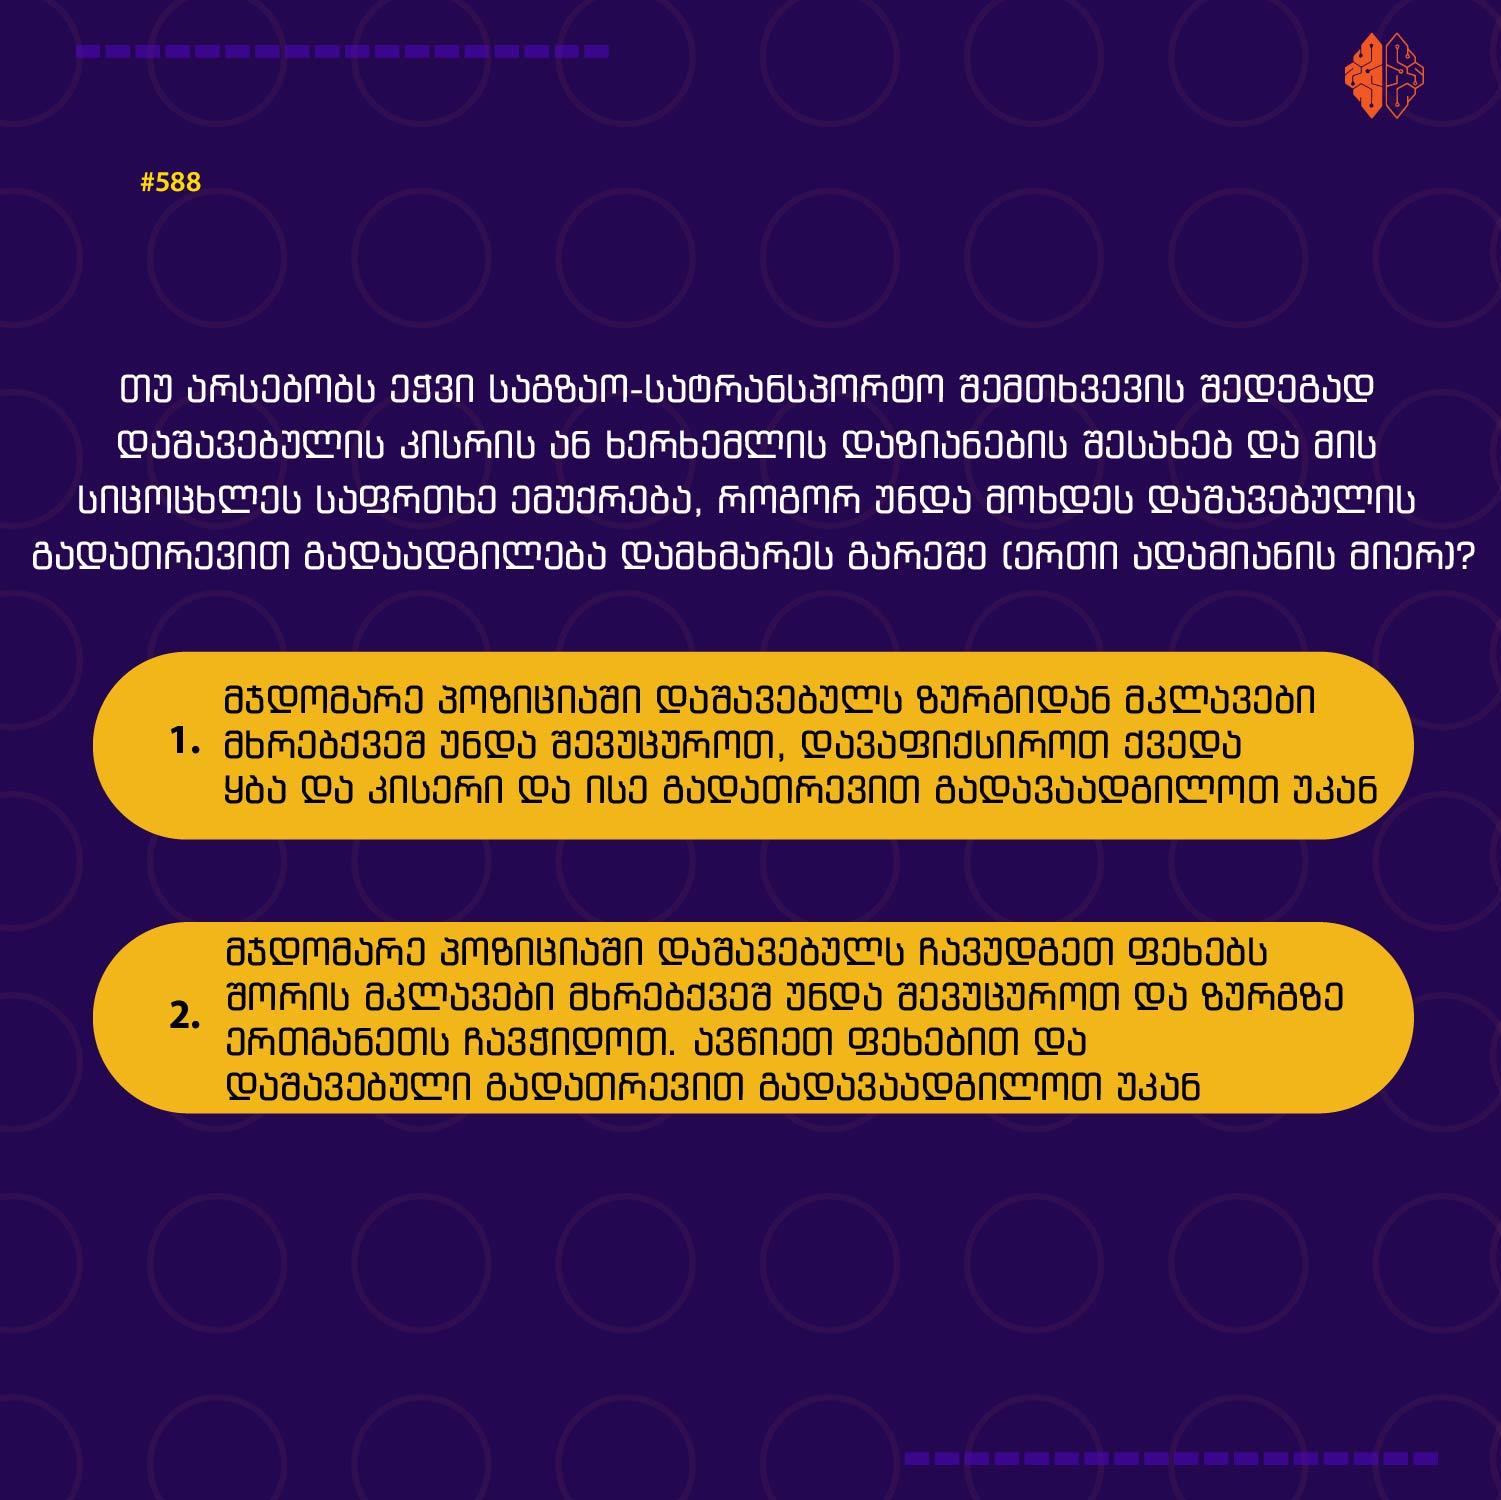 #588
თუ არსებობს ეჭვი საგზაო-სატრანსპორტო შემთხვევის შედეგად
დაშავებულის კისრის ან ხერხემლის დაზიანების შესახებ და მის
სიცოცხლეს საფრთხე ემუქრება, როგორ უნდა მოხდეს დაშავებულის
გადათრევით გადაადგილება დამხმარეს გარეშე (ერთი ადამიანის მიერ)?
1. მჯდომარე პოზიციაში დაშავებულს ზურგიდან მკლავები
მხრებქვეშ უნდა შევუცუროთ, დავაფიქსიროთ ქვედა
ყბა და კისერი და ისე გადათრევით გადავაადგილოთ უკან
2. მჯდომარე პოზიციაში დაშავებულს ჩავუდგეთ ფეხებს
შორის მკლავები მხრებქვეშ უნდა შევუცუროთ და ზურგზე
ერთმანეთს ჩავჭიდოთ. ავწიეთ ფეხებით და
დაშავებული გადათრევით გადავაადგილოთ უკან